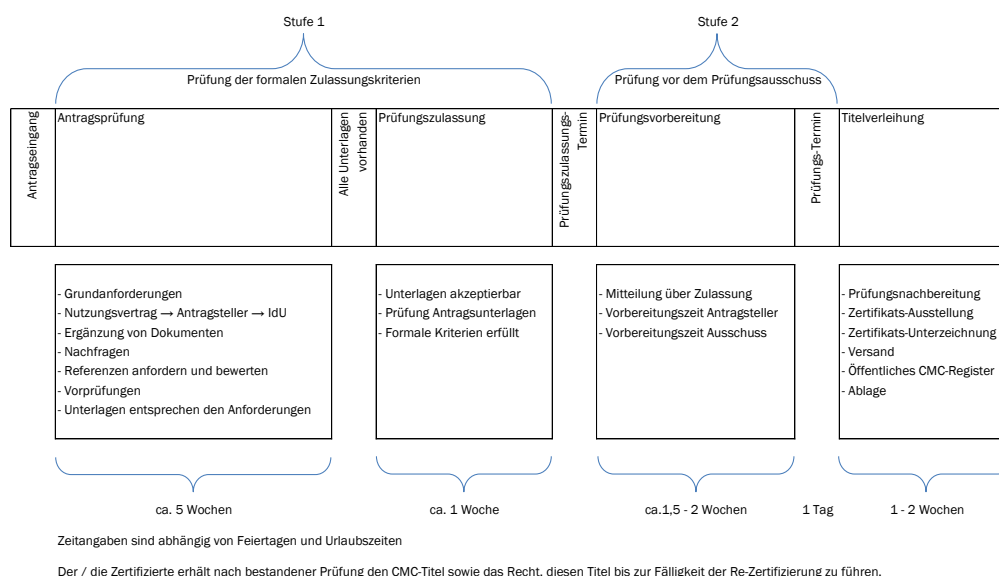 Stufe 1
Stufe 2
Prüfung der formalen Zulassungskriterien
Prüfung vor dem Prüfungsausschuss
Antragseingang
Antragsprüfung
Alle Unterlagen
vorhanden
Prüfungszulassung
Prüfungszulassungs-
Termin
Prüfungsvorbereitung
Prüfungs-Termin
Titelverleihung
- Grundanforderungen
- Nutzungsvertrag → Antragsteller → IdU
- Ergänzung von Dokumenten
- Nachfragen
- Referenzen anfordern und bewerten
- Vorprüfungen
- Unterlagen entsprechen den Anforderungen
- Unterlagen akzeptierbar
- Prüfung Antragsunterlagen
- Formale Kriterien erfüllt
- Mitteilung über Zulassung
- Vorbereitungszeit Antragsteller
- Vorbereitungszeit Ausschuss
- Prüfungsnachbereitung
- Zertifikats-Ausstellung
- Zertifikats-Unterzeichnung
- Versand
- Öffentliches CMC-Register
- Ablage
ca. 5 Wochen
ca. 1 Woche
ca.1,5 - 2 Wochen
1 Tag
1 - 2 Wochen
Zeitangaben sind abhängig von Feiertagen und Urlaubszeiten
Der / die Zertifizierte erhält nach bestandener Prüfung den CMC-Titel sowie das Recht, diesen Titel bis zur Fälligkeit der Re-Zertifizierung zu führen.